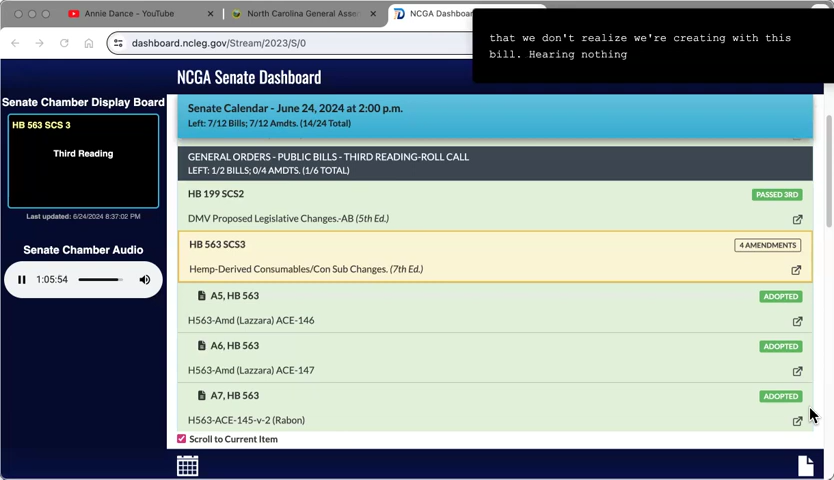 Annie Dance - YouTube
North Carolina General Asse
NCGA Dashboar
that we don't realize we're creating with this
bill. Hearing nothing
dashboard.ncleg.gov/Stream/2023/S/0
NCGA Senate Dashboard
Senate Chamber Display Board
HB 563 SCS 3
Third Reading
Last updated: 6/24/2024 8:37:02 PM
Senate Chamber Audio
1:05:54
Senate Calendar - June 24, 2024 at 2:00 p.m.
Left: 7/12 Bills; 7/12 Amdts. (14/24 Total)
GENERAL ORDERS - PUBLIC BILLS - THIRD READING-ROLL CALL
LEFT: 1/2 BILLS; 0/4 AMDTS. (1/6 TOTAL)
HB 199 SCS2
PASSED 3RD
DMV Proposed Legislative Changes.-AB (5th Ed.)
HB 563 SCS3
4 AMENDMENTS
Hemp-Derived Consumables/Con Sub Changes. (7th Ed.)
A5, HB 563
ADOPTED
H563-Amd (Lazzara) ACE-146
A6, HB 563
ADOPTED
H563-Amd (Lazzara) ACE-147
A7, HB 563
ADOPTED
H563-ACE-145-v-2 (Rabon)
Scroll to Current Item